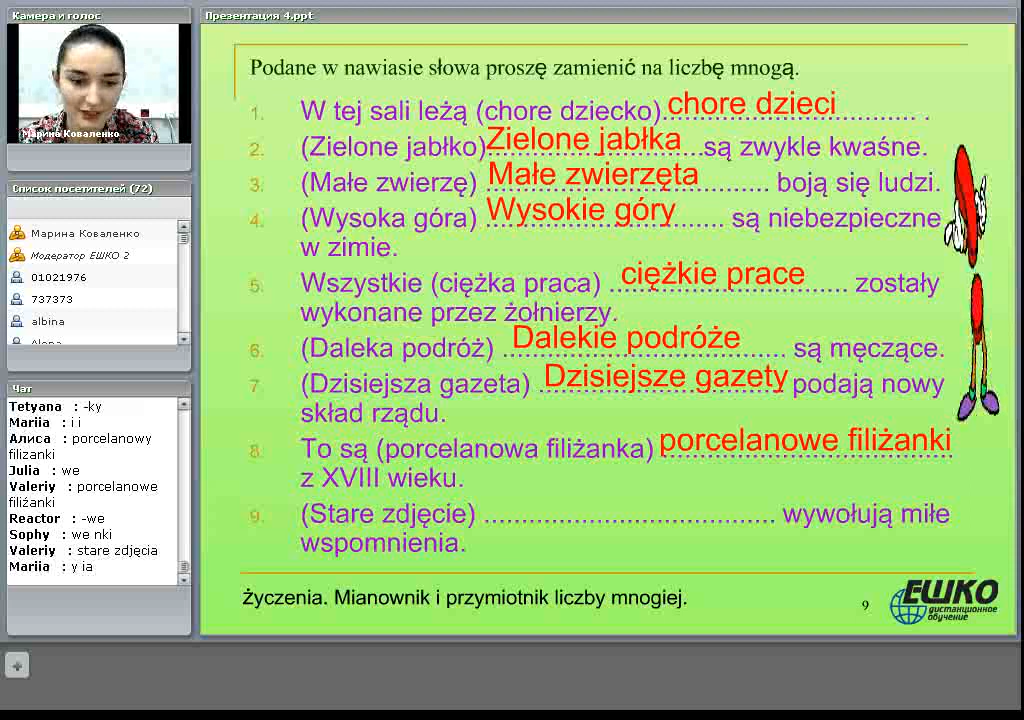 Камера и голос
Марина Коваленко
Список посетителей (72)
Марина Коваленко
Модератор ЕШКО 2
01021976
737373
albina
Alona
Чат
Tetyana : -ky
Mariia : i i
Алиса : porcelanowy
filizanki
Julia : we
Valeriy : porcelanowe
filiżanki
Reactor : -we
Sophy : we nki
Valeriy : stare zdjęcia
Mariia : y ia
Презентация 4.ppt
Podane w nawiasie słowa proszę zamienić na liczbę mnogą.
1. W tej sali leżą (chore dziecko).chore dzieci .
2. (Zielone jabłko)Zielone jabłka...są zwykle kwaśne.
3. (Małe zwierzę) Małe zwierzęta boją się ludzi.
4. (Wysoka góra) Wysokie góry są niebezpieczne
w zimie.
5. Wszystkie (ciężka praca) ciężkie prace zostały
wykonane przez żołnierzy.
6. (Daleka podróż) Dalekie podróże są męczące.
7. (Dzisiejsza gazeta) Dzisiejsze gazety podają nowy
skład rządu.
8. To są (porcelanowa filiżanka) porcelanowe filiżanki
z XVIII wieku.
9. (Stare zdjęcie) ....................................... wywołują miłe
wspomnienia.
życzenia. Mianownik i przymiotnik liczby mnogiej.
9
ЕШКО
дистанционное
обучение